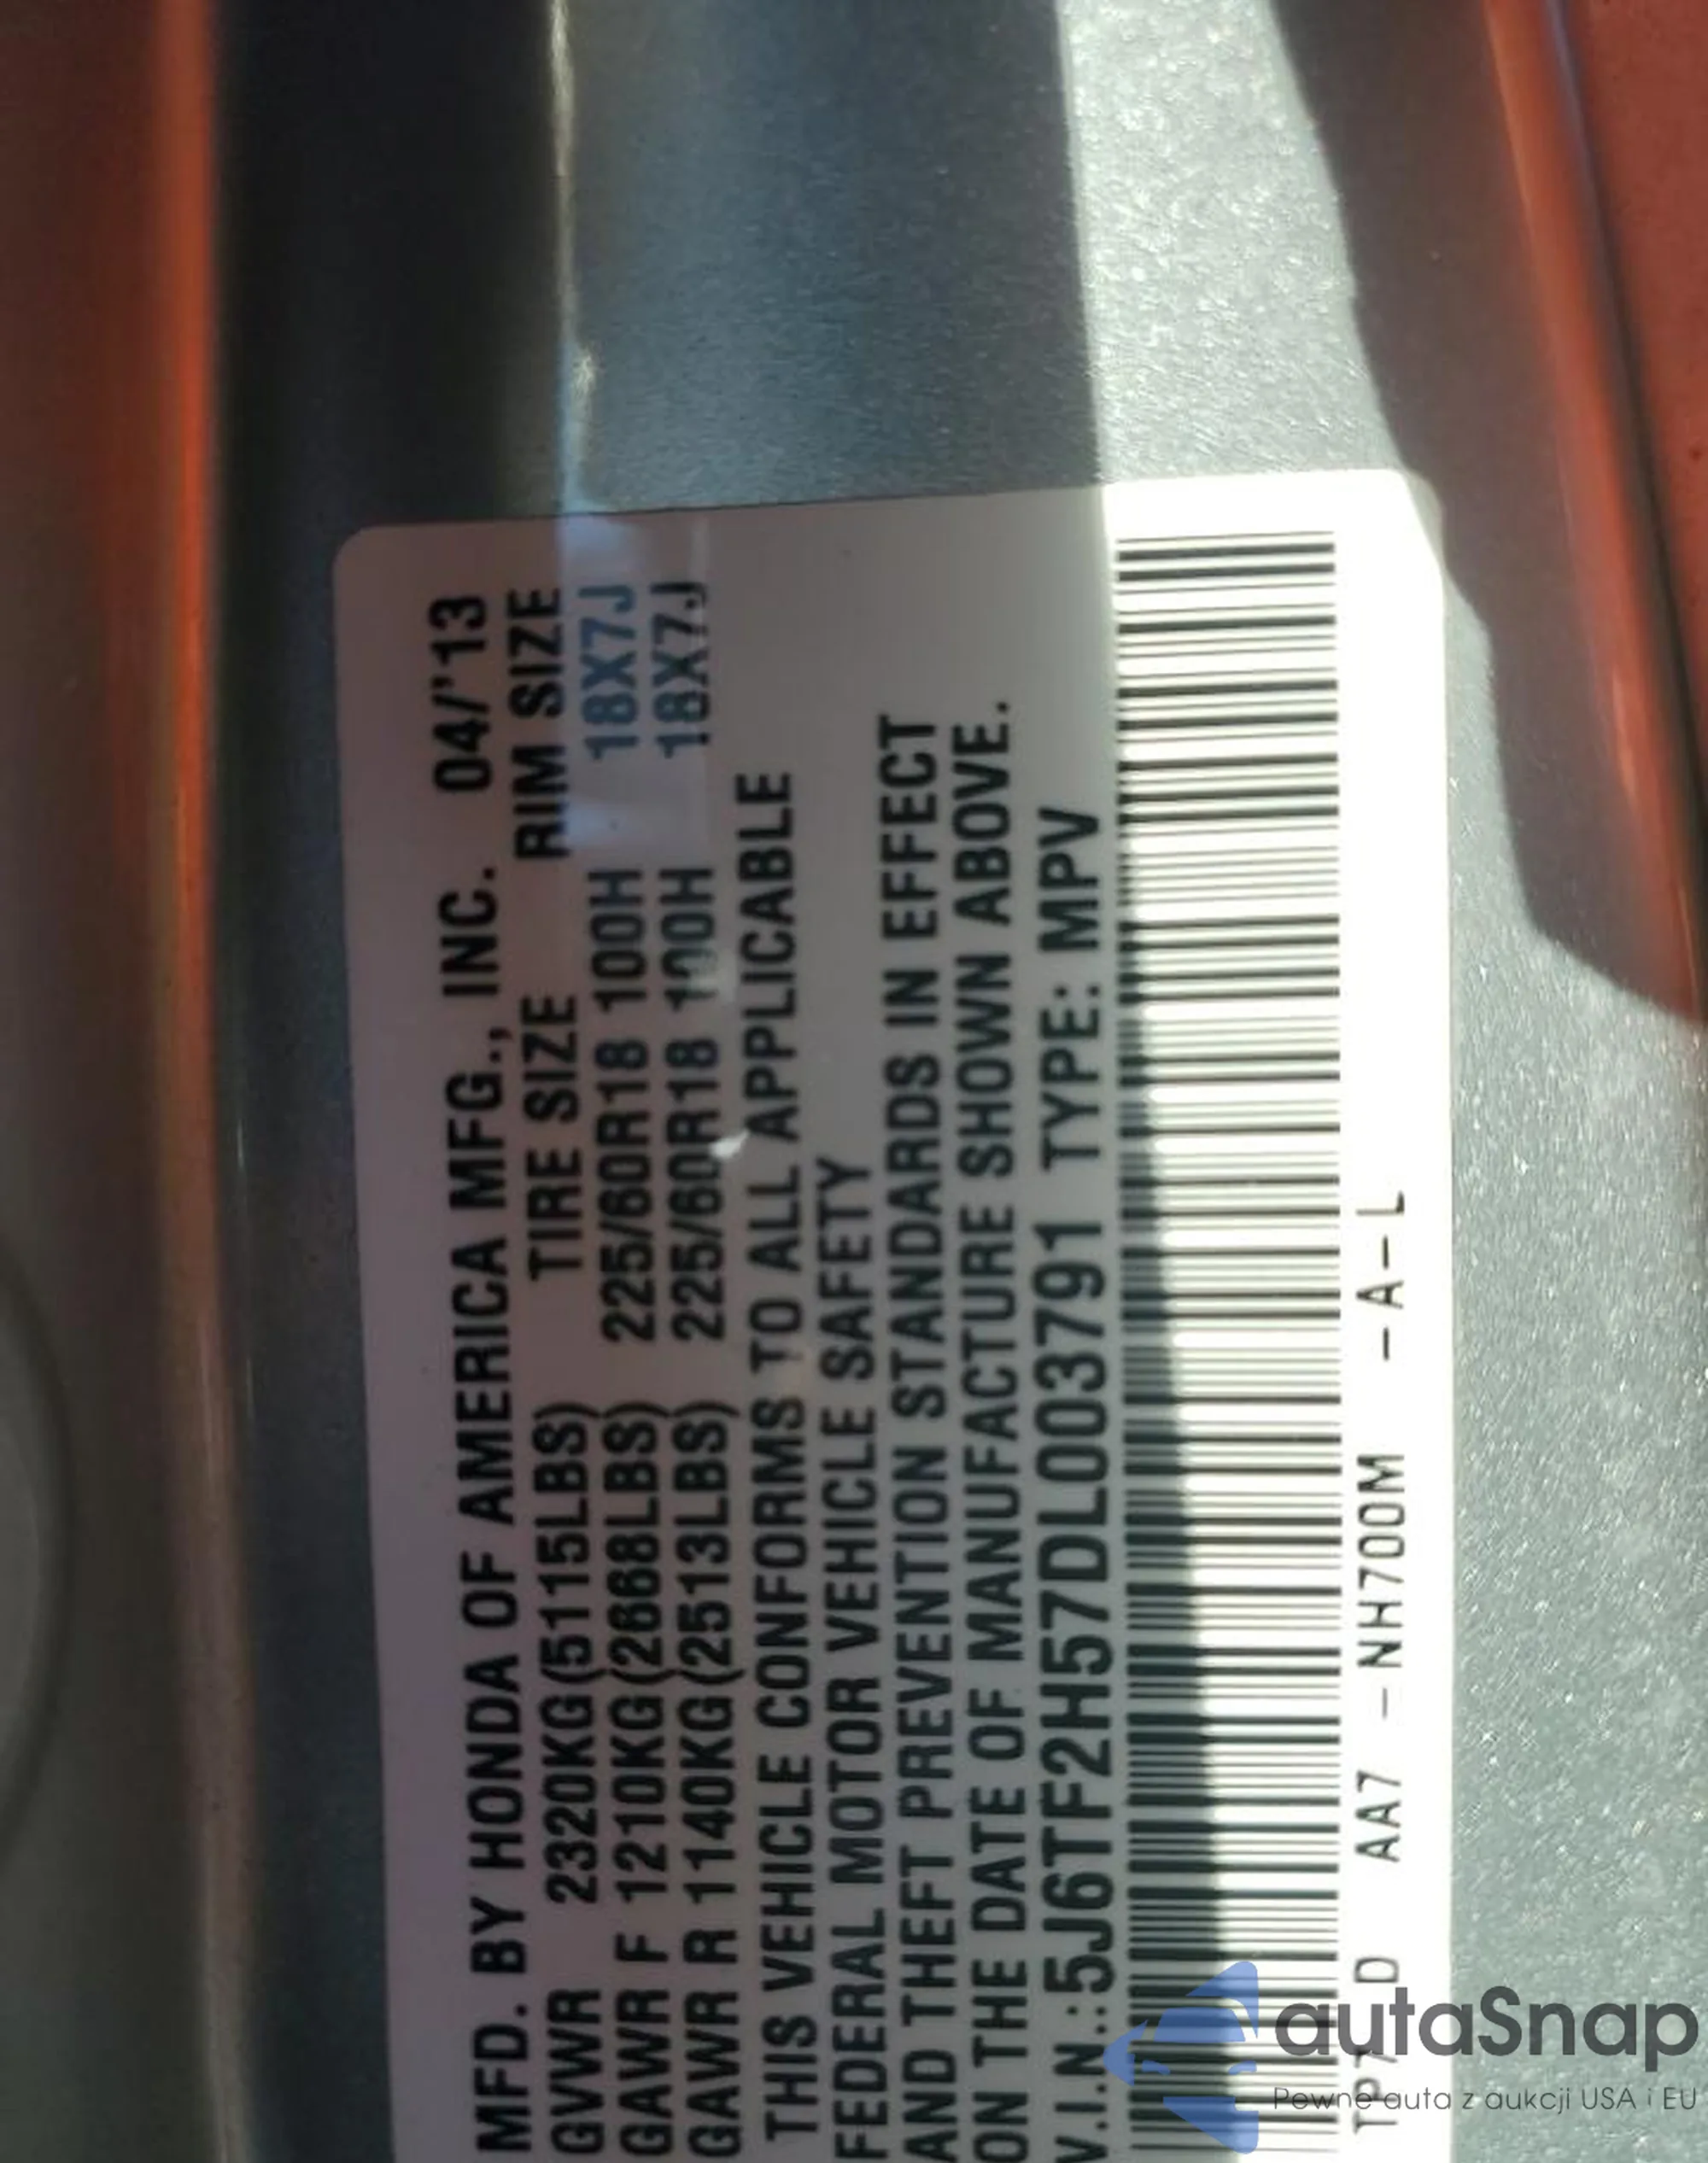 MFD. BY HONDA OF AMERICA MFG., INC. 04/'13
GVWR 2320KG(5115LBS) TIRE SIZE RIM SIZE
GAWR F 1210KG(2668LBS) 225/60R18 100H 18X7J
GAWR R 1140KG(2513LBS) 225/60R18 100H 18X7J
THIS VEHICLE CONFORMS TO ALL APPLICABLE
FEDERAL MOTOR VEHICLE SAFETY
AND THEFT PREVENTION STANDARDS IN EFFECT
ON THE DATE OF MANUFACTURE SHOWN ABOVE.
V.I.N.:5J6TF2H57DL003791 TYPE: MPV
AA7 -NH700M -A-L
autaSnap
Pewne auta z aukcji USA i EU